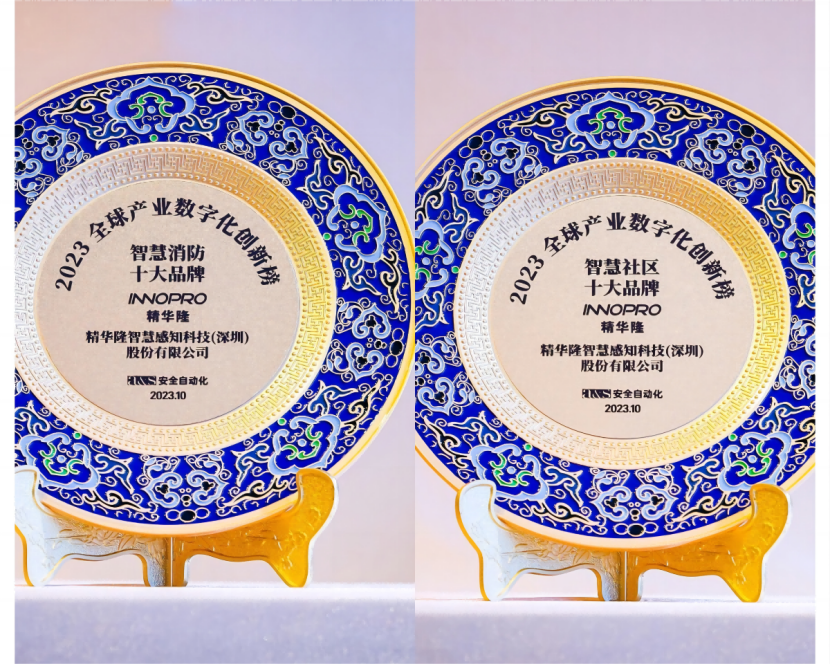 2023 全球产业数字化创新榜
智慧消防
十大品牌
INNOPRO
精华隆
精华隆智慧感知科技(深圳)
股份有限公司
安全自动化
2023.10
2023 全球产业数字化创新榜
智慧社区
十大品牌
INNOPRO
精华隆
精华隆智慧感知科技(深圳)
股份有限公司
安全自动化
2023.10